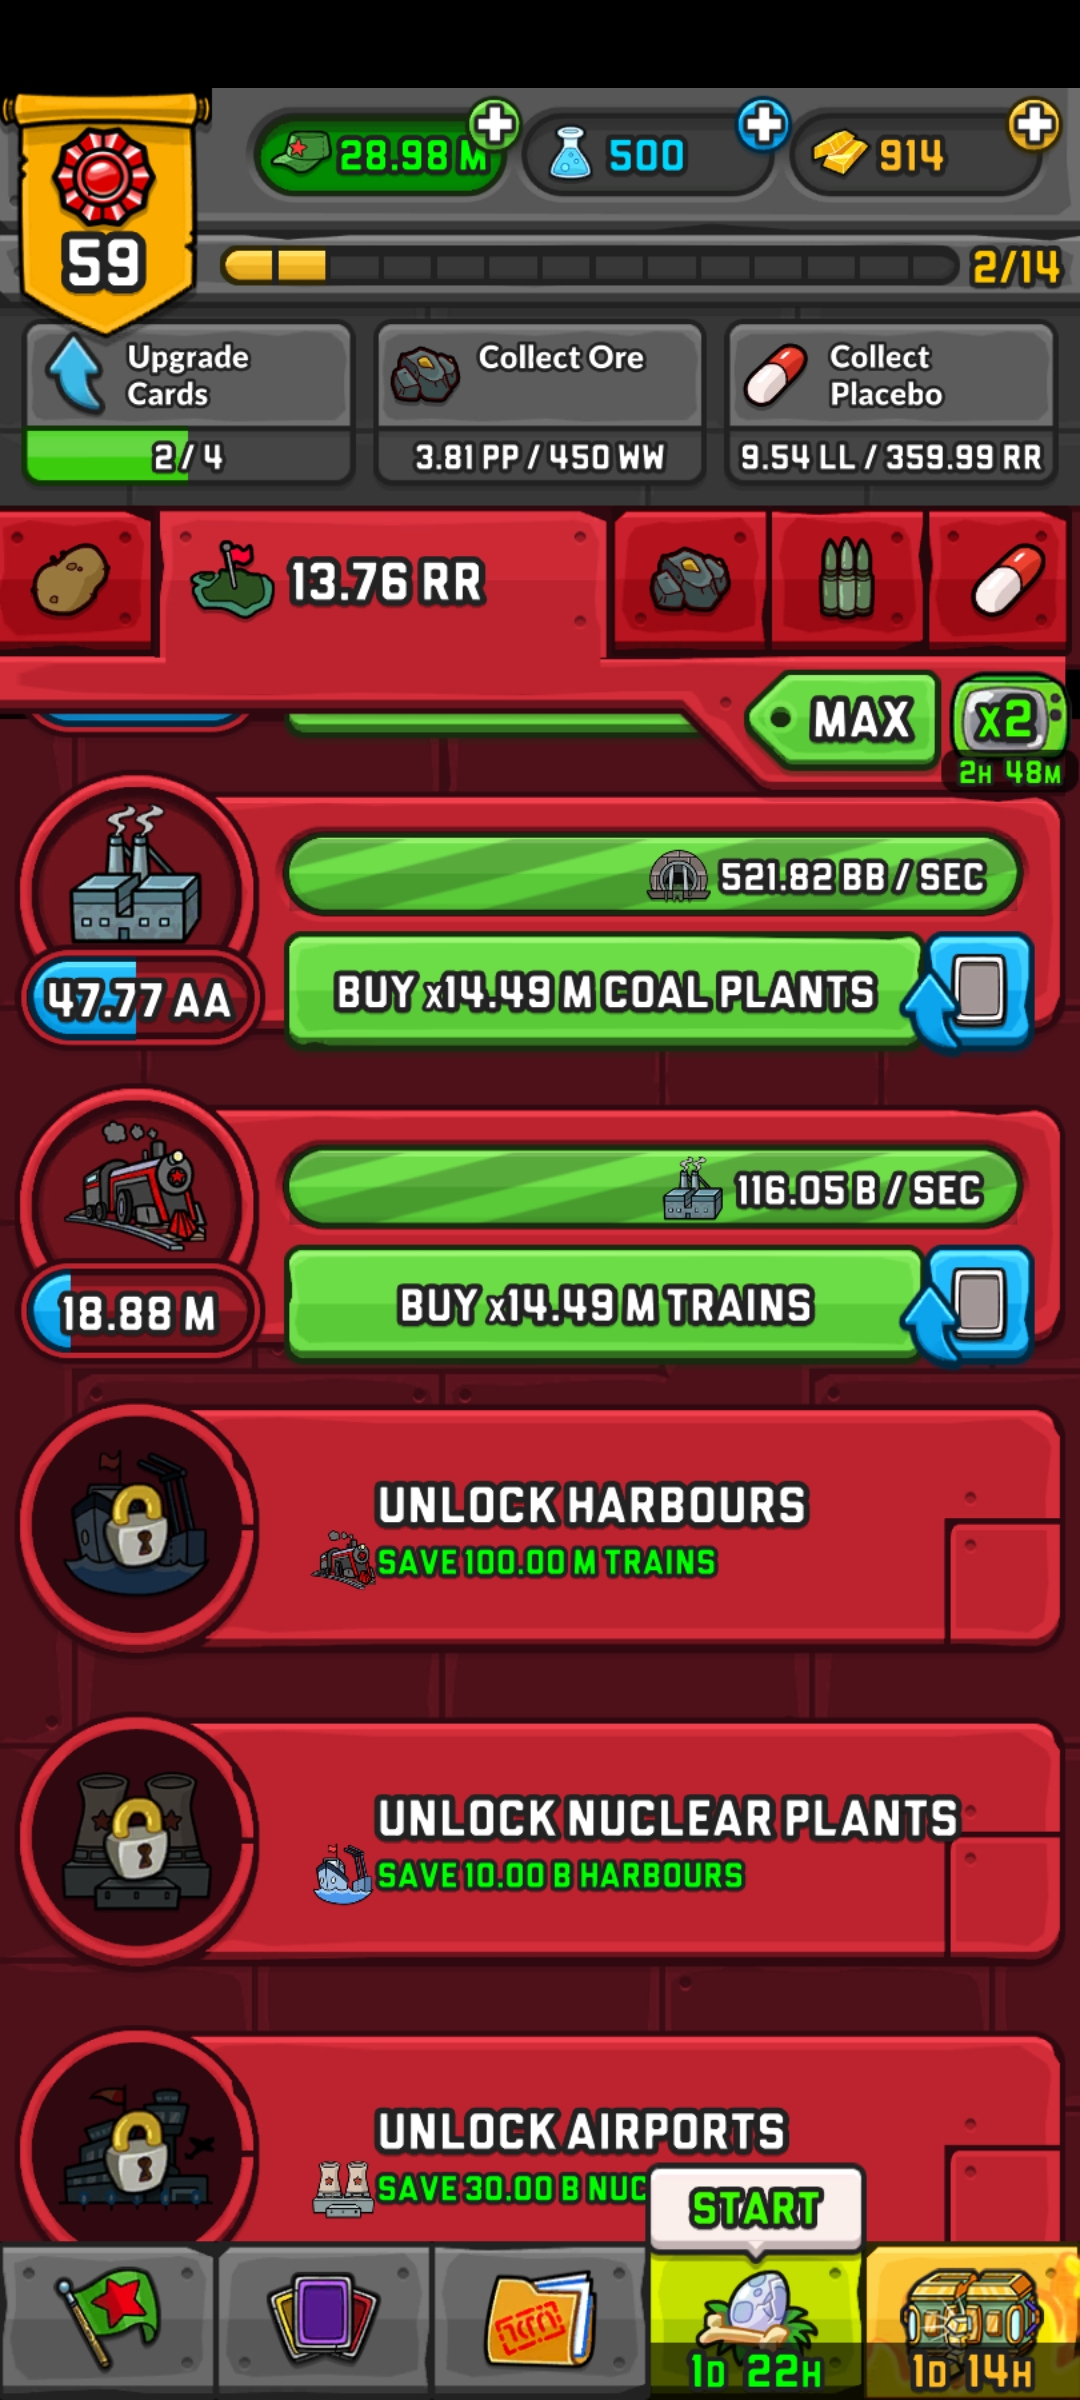 28.98 M
500
914
59
2/14
Upgrade
Cards
2/4
Collect Ore
3.81 PP / 450 WW
Collect
Placebo
9.54 LL / 359.99 RR
13.76 RR
MAX
x2
2H 48M
521.82 BB / SEC
BUY x14.49 M COAL PLANTS
47.77 AA
116.05 B / SEC
BUY x14.49 M TRAINS
18.88 M
UNLOCK HARBOURS
SAVE 100.00 M TRAINS
UNLOCK NUCLEAR PLANTS
SAVE 10.00 B HARBOURS
UNLOCK AIRPORTS
SAVE 30.00 B NUC
START
1D 22H
1D 14H